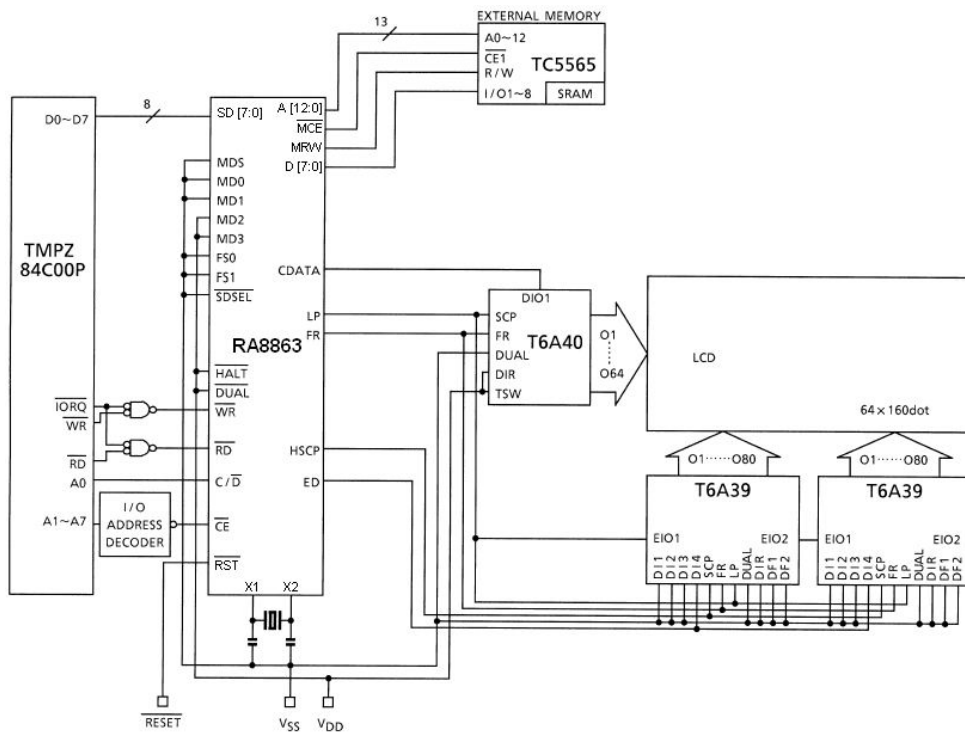 EXTERNAL MEMORY
13
A0~12
CE1
R/W
I/O1~8
TC5565
SRAM
TMPZ
84C00P
D0~D7
IORQ
WR
RD
A0
A1~A7
8
I/O
ADDRESS
DECODER
RA8863
SD [7:0]
MDS
MD0
MD1
MD2
MD3
FS0
FS1
SDSEL
HALT
DUAL
WR
RD
C/D
CE
RST
A [12:0]
MCE
MRW
D [7:0]
CDATA
LP
FR
HSCP
ED
X1 X2
DIO1
SCP
FR
DUAL
DIR
TSW
T6A40
O1
O64
LCD
64×160dot
O1······O80
O1······O80
T6A39
EIO1 EIO2
DI1
DI2
DI3
DI4
SCP
FR
LP
DUAL
DIR
DF1
DF2
T6A39
EIO1 EIO2
DI1
DI2
DI3
DI4
SCP
FR
LP
DUAL
DIR
DF1
DF2
RESET
VSS
VDD